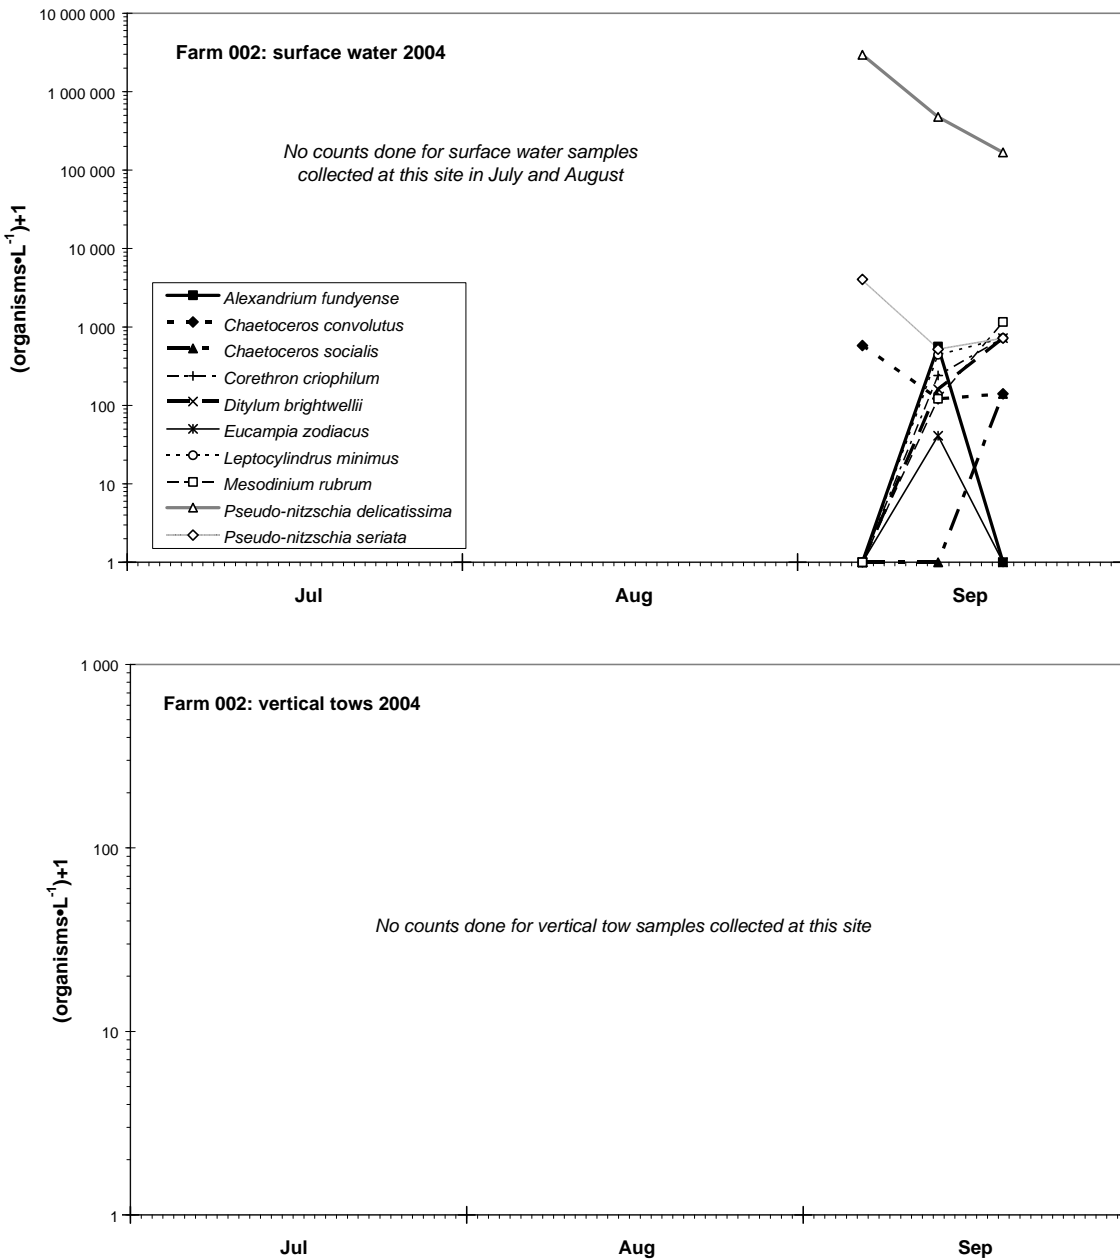 10 000 000
Farm 002: surface water 2004
1 000 000
No counts done for surface water samples
collected at this site in July and August
100 000
(organisms•L⁻¹)+1
10 000
Alexandrium fundyense
1 000
Chaetoceros convolutus
Chaetoceros socialis
100
Corethron criophilum
Ditylum brightwellii
Eucampia zodiacus
Leptocylindrus minimus
10
Mesodinium rubrum
Pseudo-nitzschia delicatissima
Pseudo-nitzschia seriata
1
Jul Aug Sep
1 000
Farm 002: vertical tows 2004
100
(organisms•L⁻¹)+1
No counts done for vertical tow samples collected at this site
10
1
Jul Aug Sep